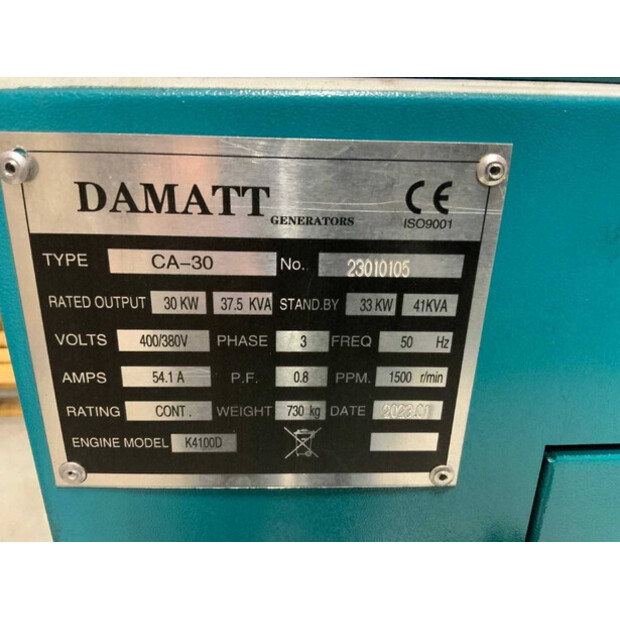 DAMATT GENERATORS CE
ISO9001
TYPE CA-30 No. 23010105
RATED OUTPUT 30 KW 37.5 KVA STAND.BY 33 KW 41KVA
VOLTS 400/380V PHASE 3 FREQ 50 Hz
AMPS 54.1 A P.F. 0.8 PPM. 1500 r/min
RATING CONT. WEIGHT 730 kg DATE 2023.01
ENGINE MODEL K4100D